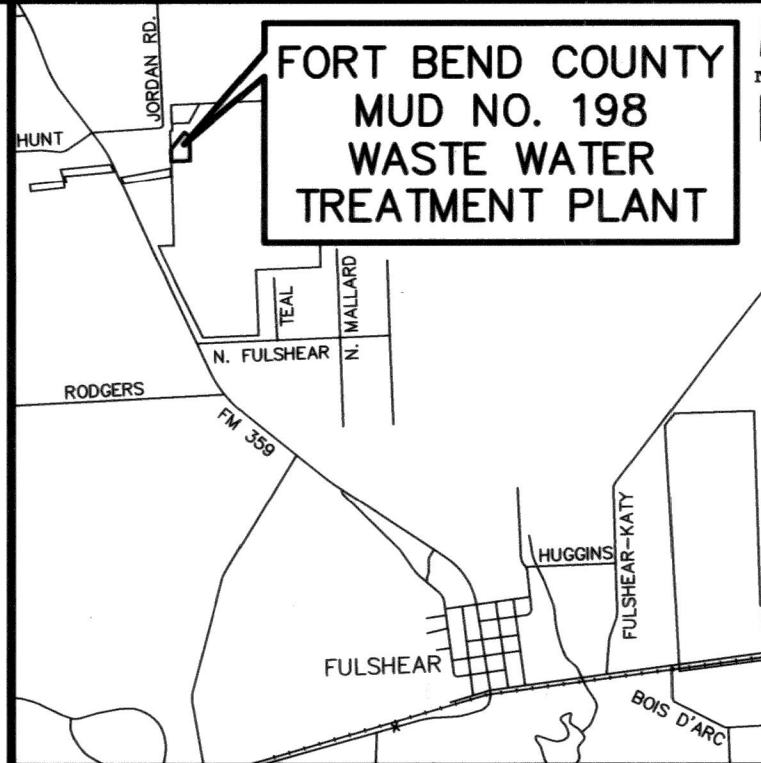 JORDAN RD.
FORT BEND COUNTY
MUD NO. 198
WASTE WATER
TREATMENT PLANT
HUNT
TEAL
N. MALLARD
N. FULSHEAR
RODGERS
FM 359
HUGGINS
FULSHEAR-KATY
FULSHEAR
BOIS D'ARC